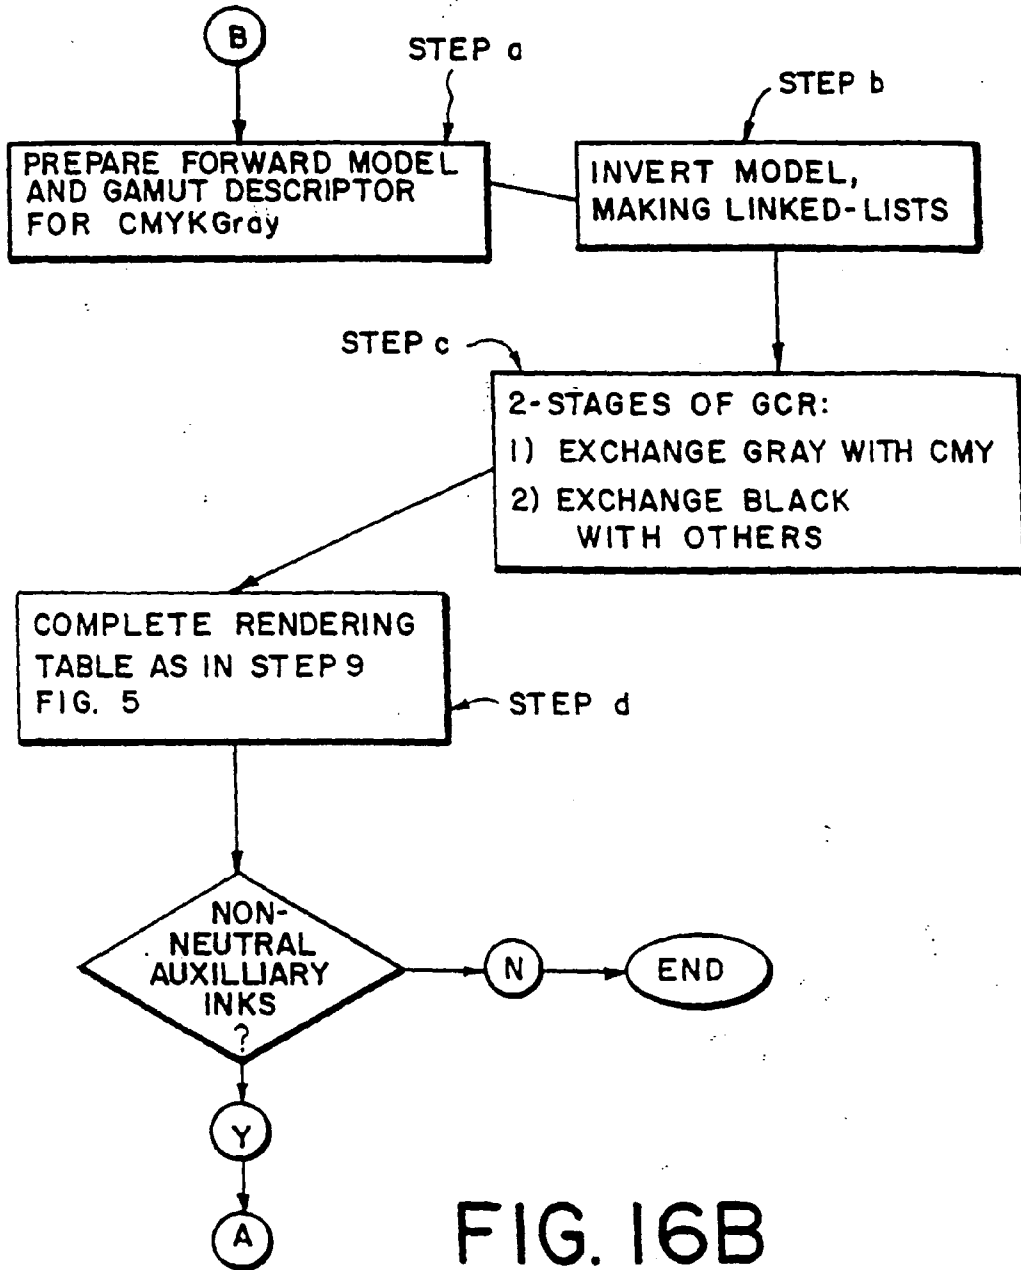 B
STEP a
PREPARE FORWARD MODEL
AND GAMUT DESCRIPTOR
FOR CMYKGray
STEP b
INVERT MODEL,
MAKING LINKED-LISTS
STEP c
2-STAGES OF GCR:
1) EXCHANGE GRAY WITH CMY
2) EXCHANGE BLACK
WITH OTHERS
COMPLETE RENDERING
TABLE AS IN STEP 9
FIG. 5
STEP d
NON-
NEUTRAL
AUXILLIARY
INKS
?
N
END
Y
A
FIG. 16B